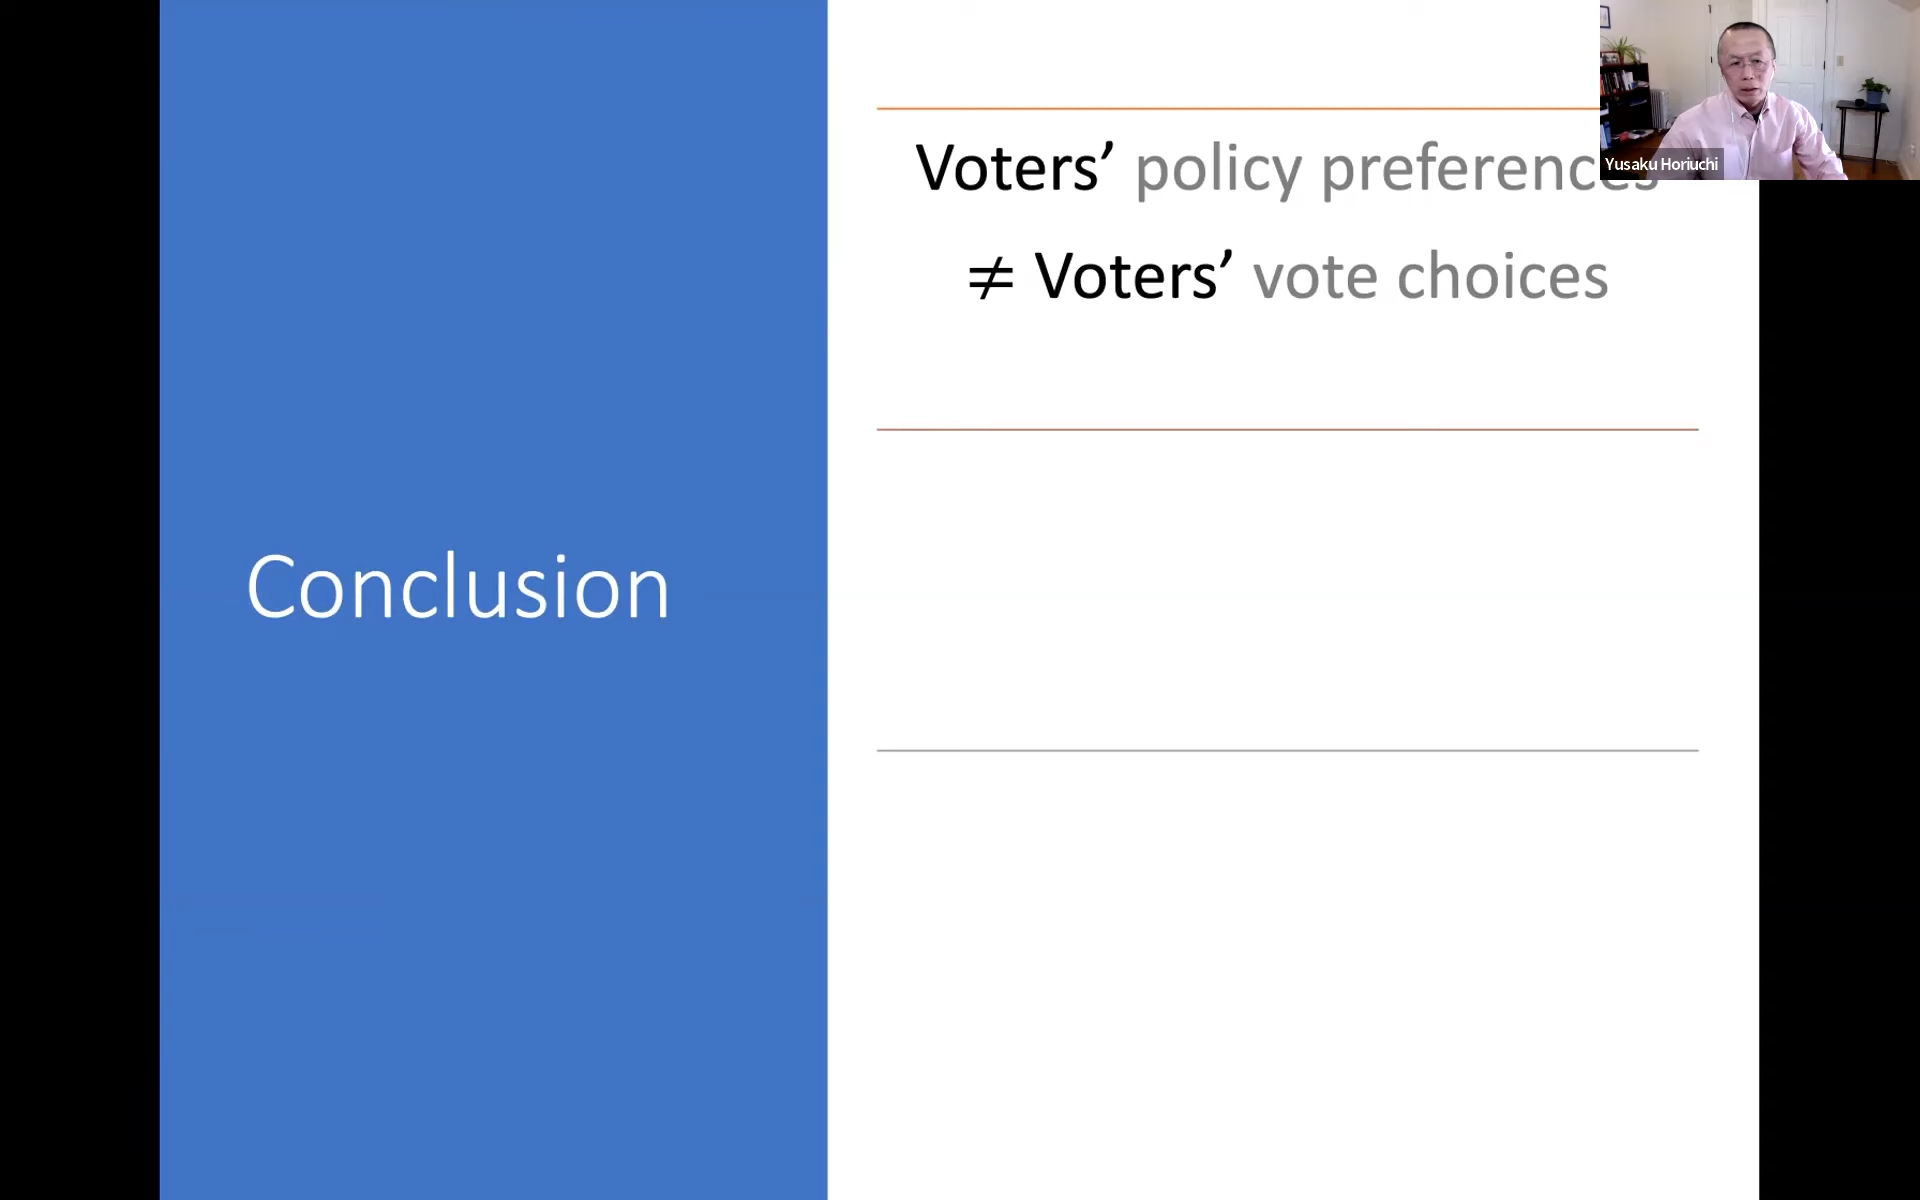 Conclusion
Voters’ policy preferences
≠ Voters’ vote choices
Yusaku Horiuchi